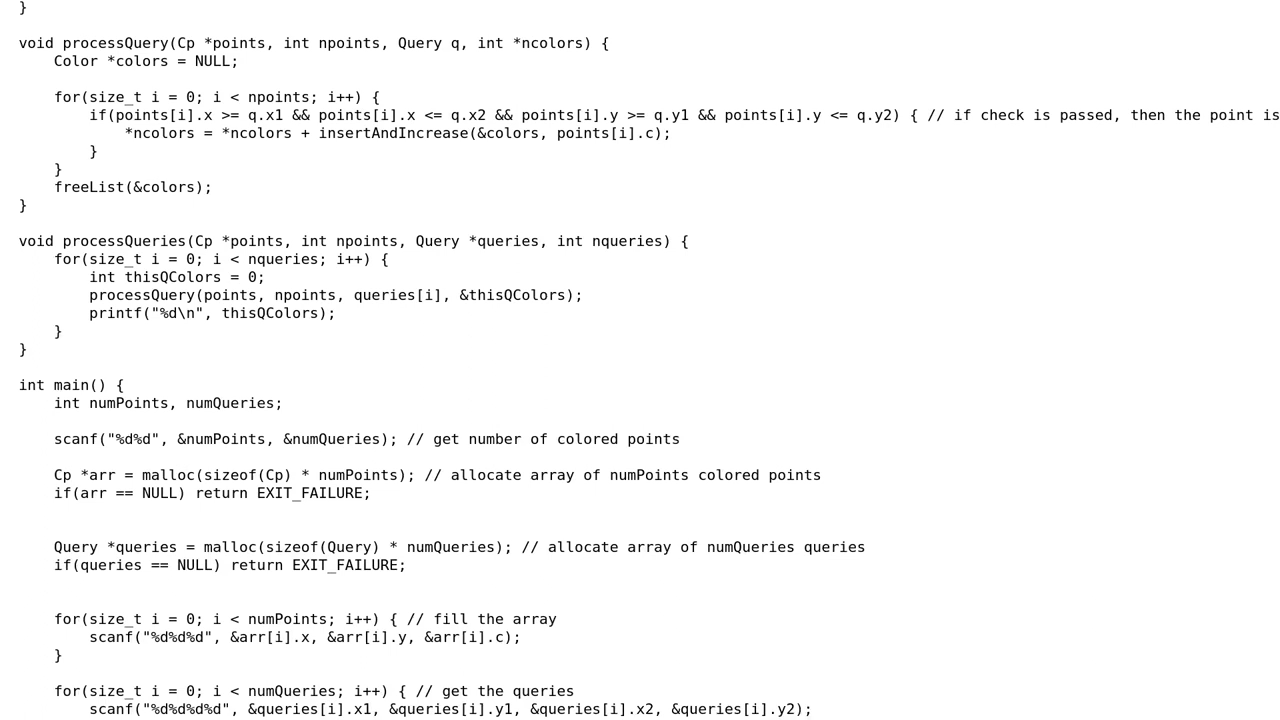 }

void processQuery(Cp *points, int npoints, Query q, int *ncolors) {
    Color *colors = NULL;

    for(size_t i = 0; i < npoints; i++) {
        if(points[i].x >= q.x1 && points[i].x <= q.x2 && points[i].y >= q.y1 && points[i].y <= q.y2) { // if check is passed, then the point is
            *ncolors = *ncolors + insertAndIncrease(&colors, points[i].c);
        }
    }
    freeList(&colors);
}

void processQueries(Cp *points, int npoints, Query *queries, int nqueries) {
    for(size_t i = 0; i < nqueries; i++) {
        int thisQColors = 0;
        processQuery(points, npoints, queries[i], &thisQColors);
        printf("%d\n", thisQColors);
    }
}

int main() {
    int numPoints, numQueries;

    scanf("%d%d", &numPoints, &numQueries); // get number of colored points

    Cp *arr = malloc(sizeof(Cp) * numPoints); // allocate array of numPoints colored points
    if(arr == NULL) return EXIT_FAILURE;


    Query *queries = malloc(sizeof(Query) * numQueries); // allocate array of numQueries queries
    if(queries == NULL) return EXIT_FAILURE;


    for(size_t i = 0; i < numPoints; i++) { // fill the array
        scanf("%d%d%d", &arr[i].x, &arr[i].y, &arr[i].c);
    }

    for(size_t i = 0; i < numQueries; i++) { // get the queries
        scanf("%d%d%d%d", &queries[i].x1, &queries[i].y1, &queries[i].x2, &queries[i].y2);